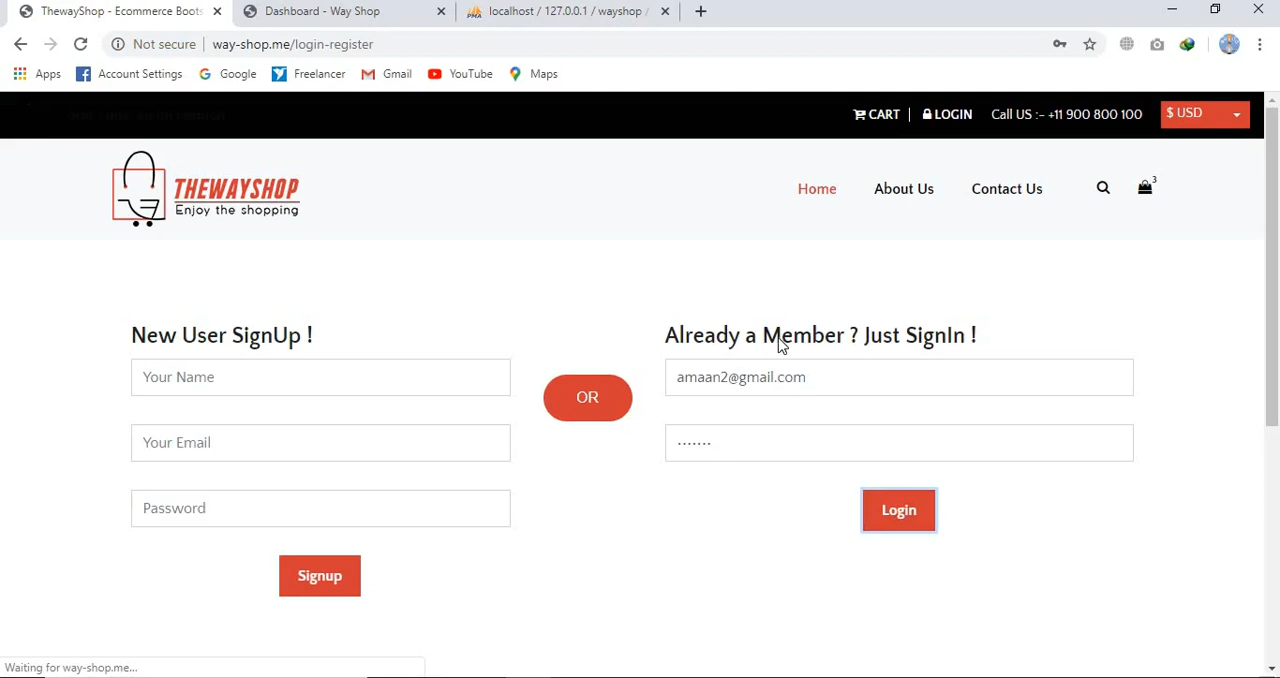 ThewayShop - Ecommerce Boots
Dashboard - Way Shop
localhost / 127.0.0.1 / wayshop /
Not secure
way-shop.me/login-register
Apps
Account Settings
Google
Freelancer
Gmail
YouTube
Maps
CART
LOGIN
Call US :- +11 900 800 100
$ USD
THEWAYSHOP
Enjoy the shopping
Home
About Us
Contact Us
3
New User SignUp !
Your Name
Your Email
Password
Signup
OR
Already a Member ? Just SignIn !
amaan2@gmail.com
·······
Login
Waiting for way-shop.me...